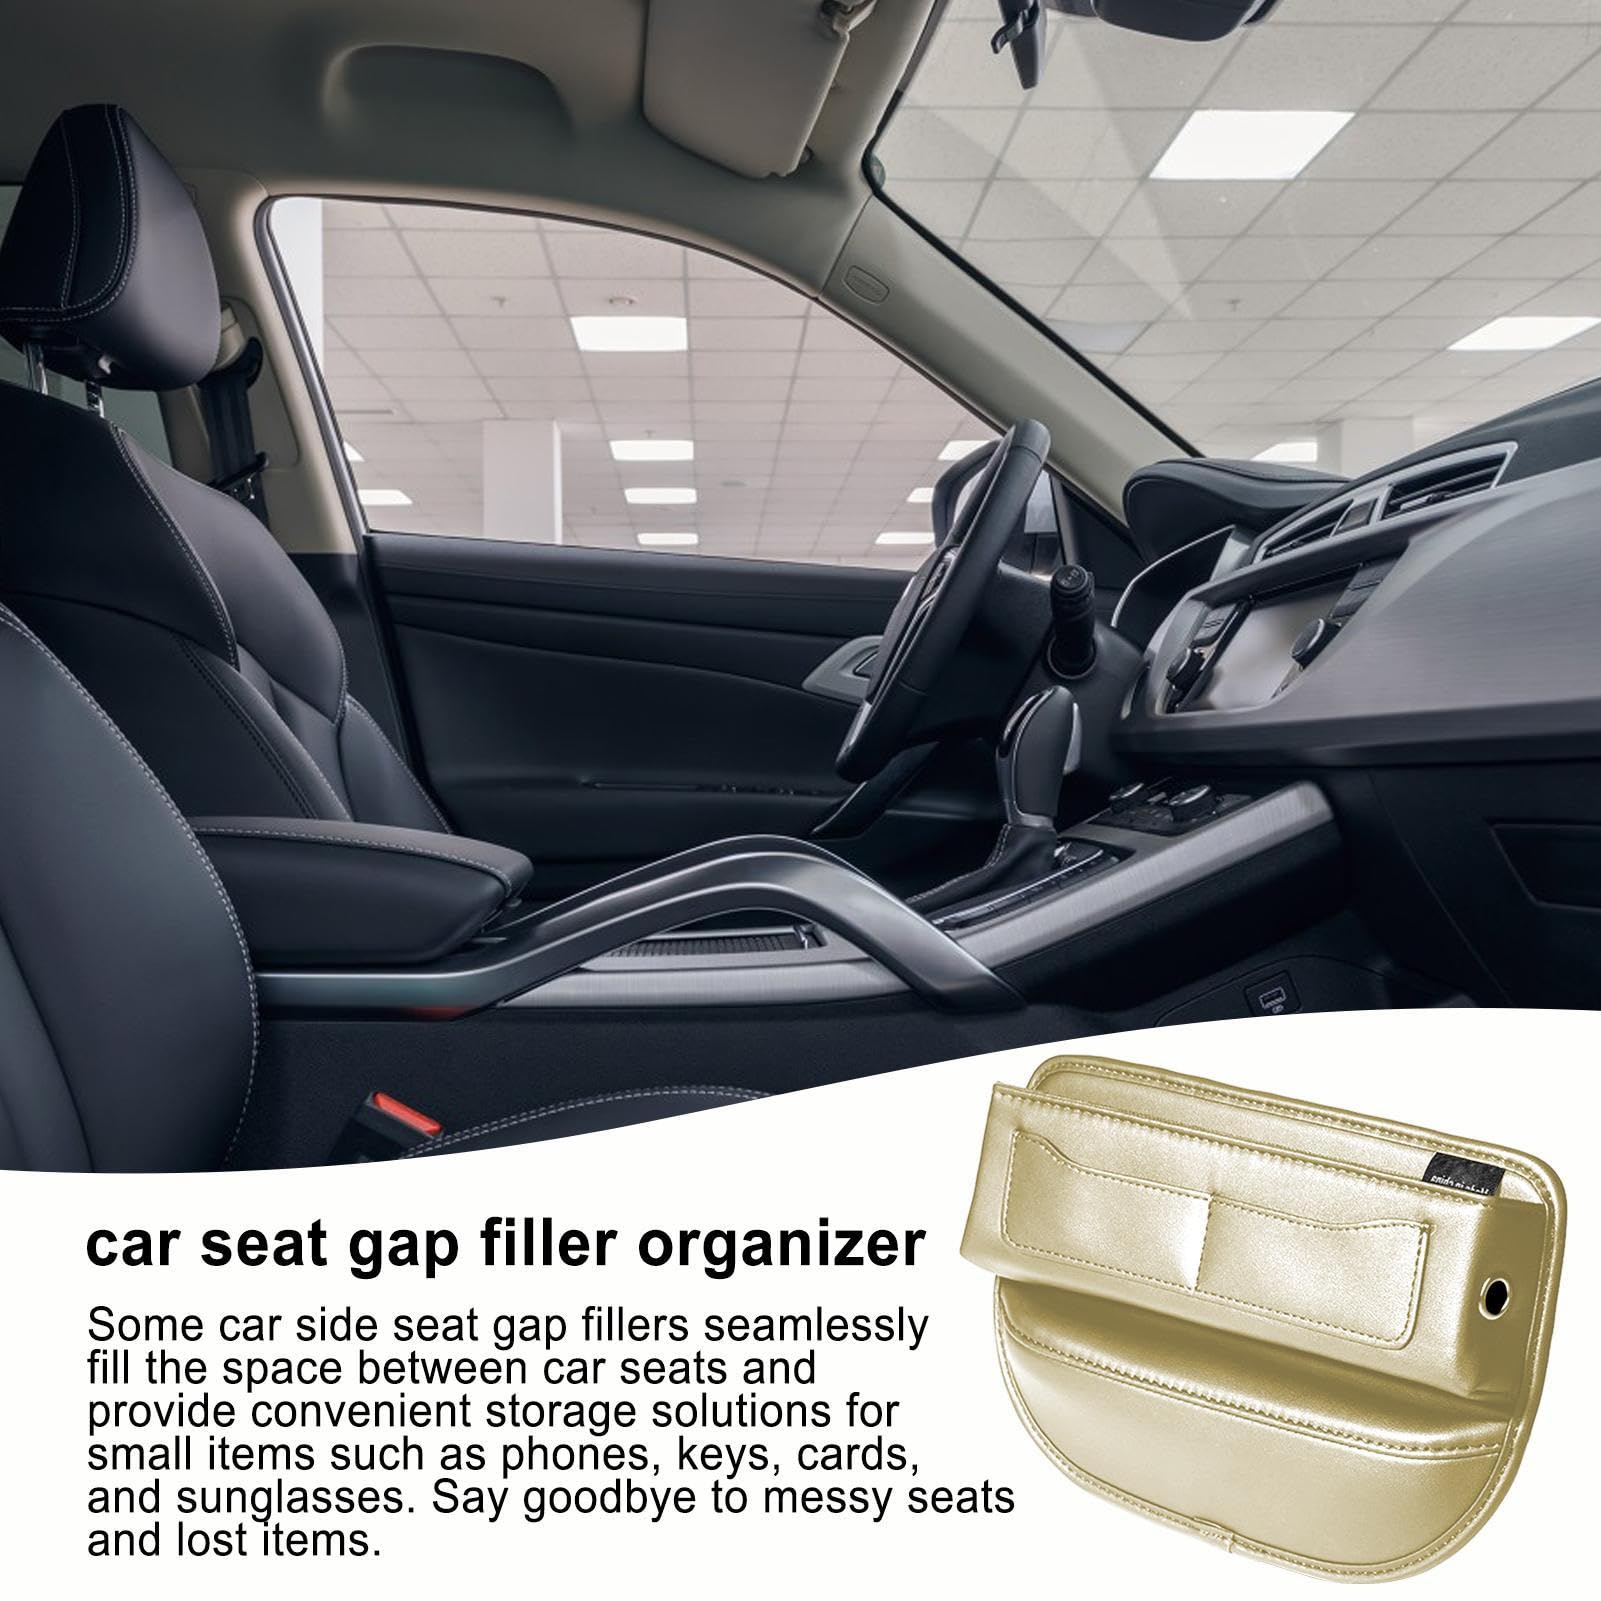 car seat gap filler organizer
Some car side seat gap fillers seamlessly
fill the space between car seats and
provide convenient storage solutions for
small items such as phones, keys, cards,
and sunglasses. Say goodbye to messy seats
and lost items.